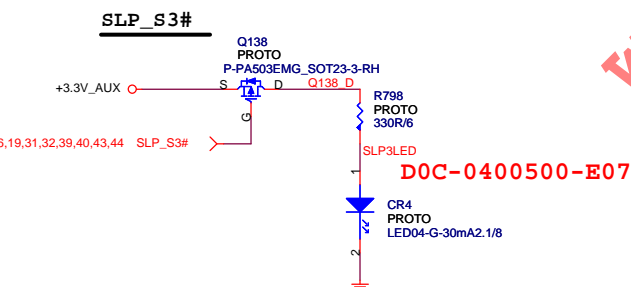 SLP_S3#
Q138
PROTO
P-PA503EMG_SOT23-3-RH
+3.3V_AUX
S
D
Q138_D
G
R798
PROTO
330R/6
6,19,31,32,39,40,43,44 SLP_S3#
SLP3LED
1
D0C-0400500-E07
CR4
PROTO
LED04-G-30mA2.1/8
2